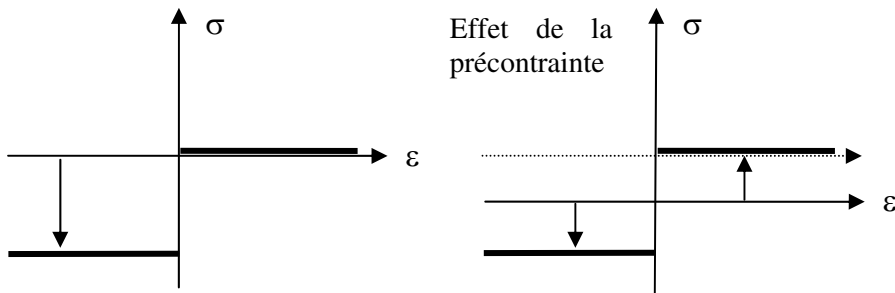 σ
ε
Effet de la
précontrainte
σ
ε